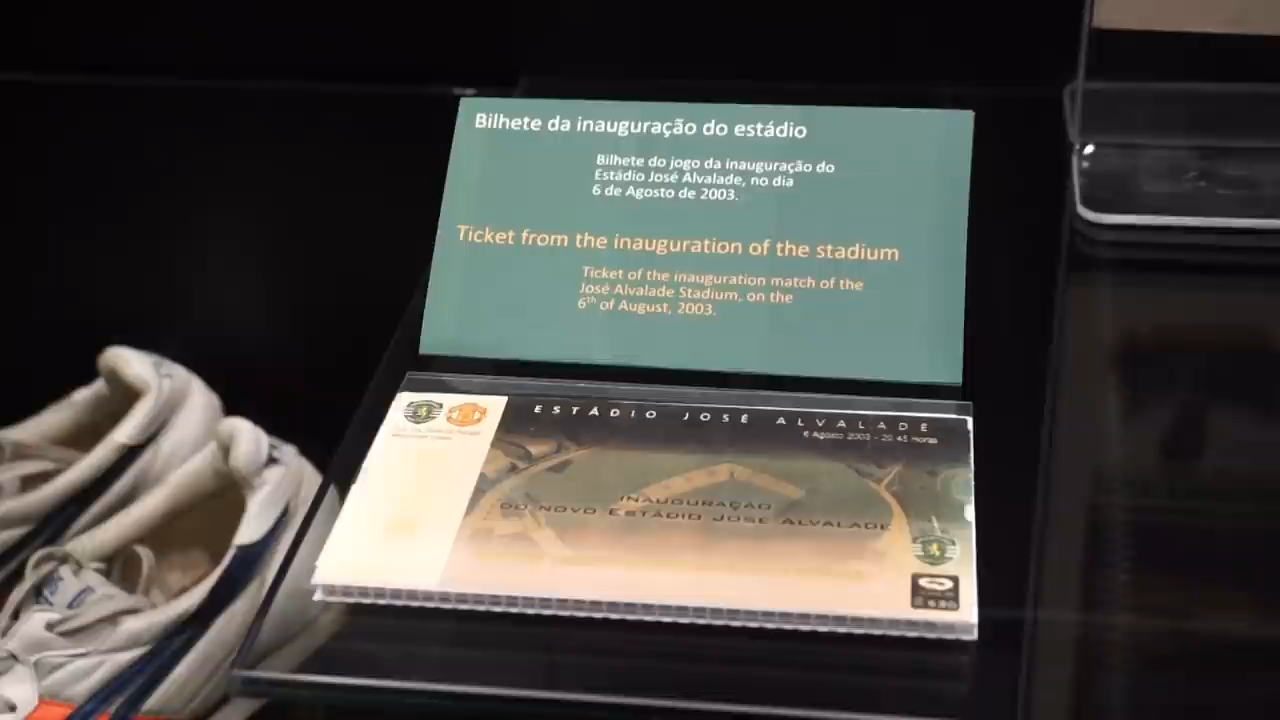 Bilhete da inauguração do estádio
Bilhete do jogo da inauguração do
Estádio José Alvalade, no dia
6 de Agosto de 2003.
Ticket from the inauguration of the stadium
Ticket of the inauguration match of the
José Alvalade Stadium, on the
6th of August, 2003.
ESTÁDIO JOSÉ ALVALADE
6 Agosto 2003 - 20.45 Horas
INAUGURAÇÃO
DO NOVO ESTÁDIO JOSÉ ALVALADE